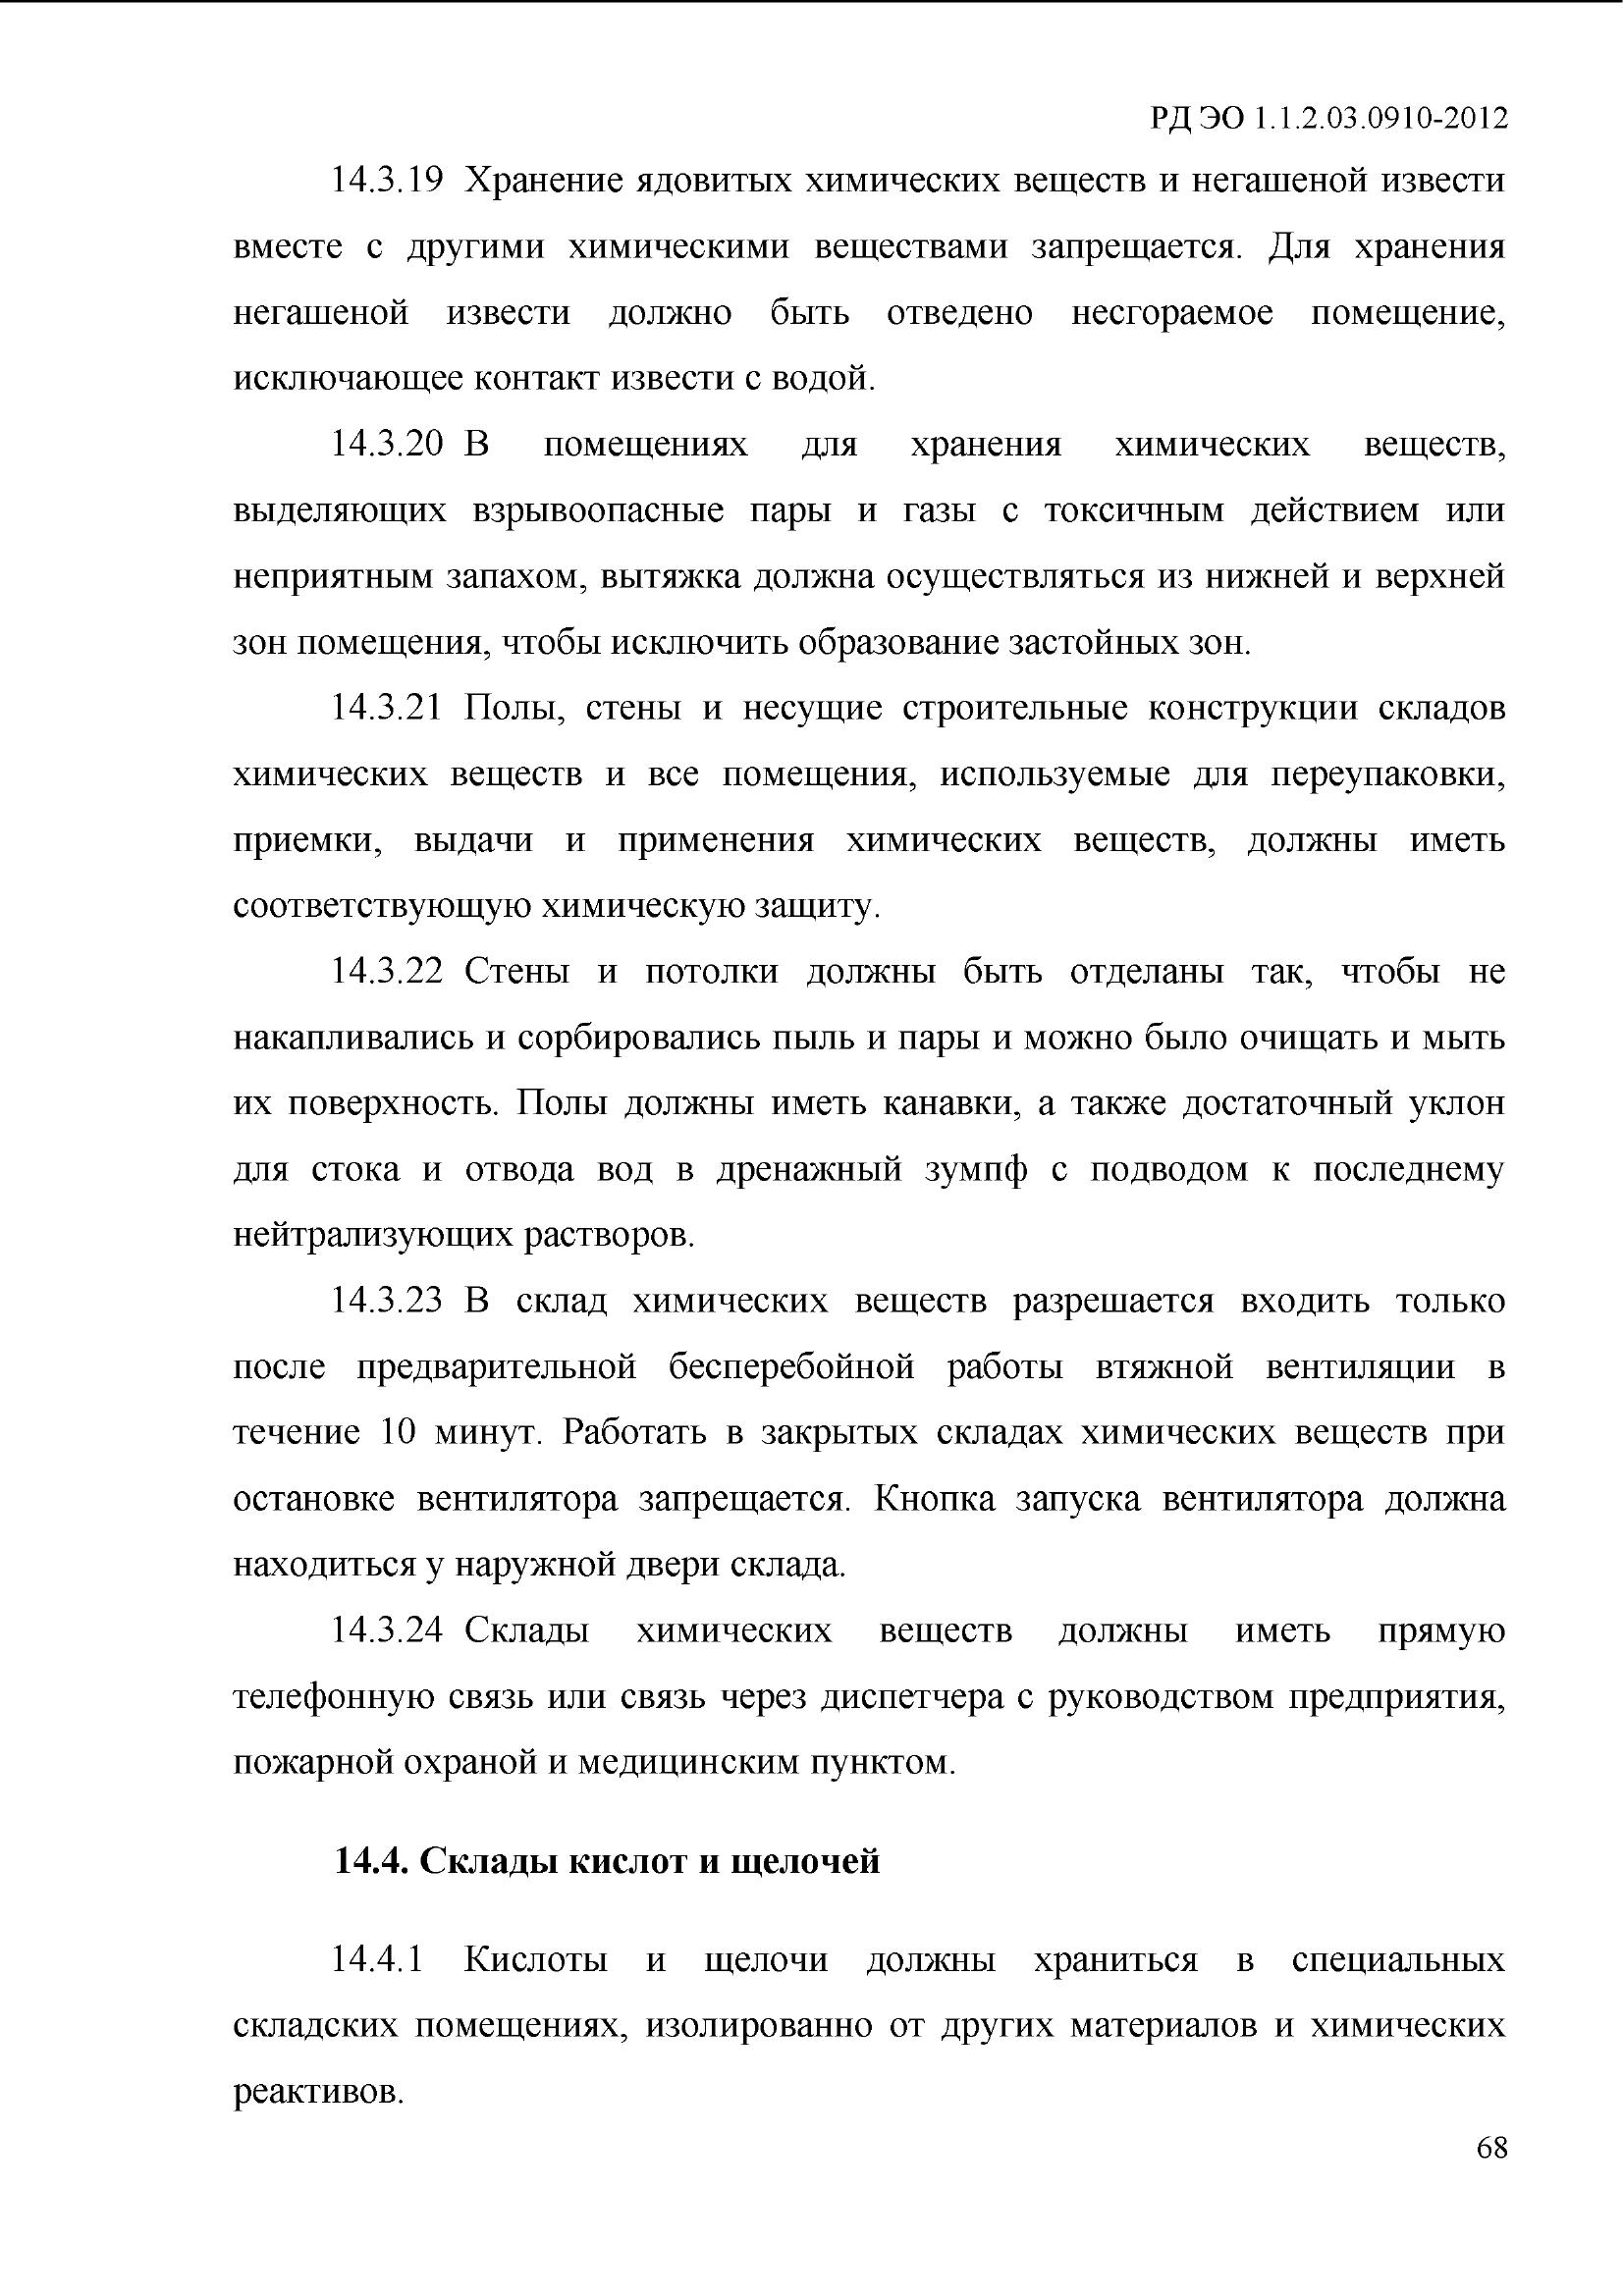 РД ЭО 1.1.2.03.0910-2012
14.3.19 Хранение ядовитых химических веществ и негашеной извести
вместе с другими химическими веществами запрещается. Для хранения
негашеной извести должно быть отведено несгораемое помещение,
исключающее контакт извести с водой.
14.3.20 В помещениях для хранения химических веществ,
выделяющих взрывоопасные пары и газы с токсичным действием или
неприятным запахом, вытяжка должна осуществляться из нижней и верхней
зон помещения, чтобы исключить образование застойных зон.
14.3.21 Полы, стены и несущие строительные конструкции складов
химических веществ и все помещения, используемые для переупаковки,
приемки, выдачи и применения химических веществ, должны иметь
соответствующую химическую защиту.
14.3.22 Стены и потолки должны быть отделаны так, чтобы не
накапливались и сорбировались пыль и пары и можно было очищать и мыть
их поверхность. Полы должны иметь канавки, а также достаточный уклон
для стока и отвода вод в дренажный зумпф с подводом к последнему
нейтрализующих растворов.
14.3.23 В склад химических веществ разрешается входить только
после предварительной бесперебойной работы втяжной вентиляции в
течение 10 минут. Работать в закрытых складах химических веществ при
остановке вентилятора запрещается. Кнопка запуска вентилятора должна
находиться у наружной двери склада.
14.3.24 Склады химических веществ должны иметь прямую
телефонную связь или связь через диспетчера с руководством предприятия,
пожарной охраной и медицинским пунктом.
14.4. Склады кислот и щелочей
14.4.1 Кислоты и щелочи должны храниться в специальных
складских помещениях, изолированно от других материалов и химических
реактивов.
68